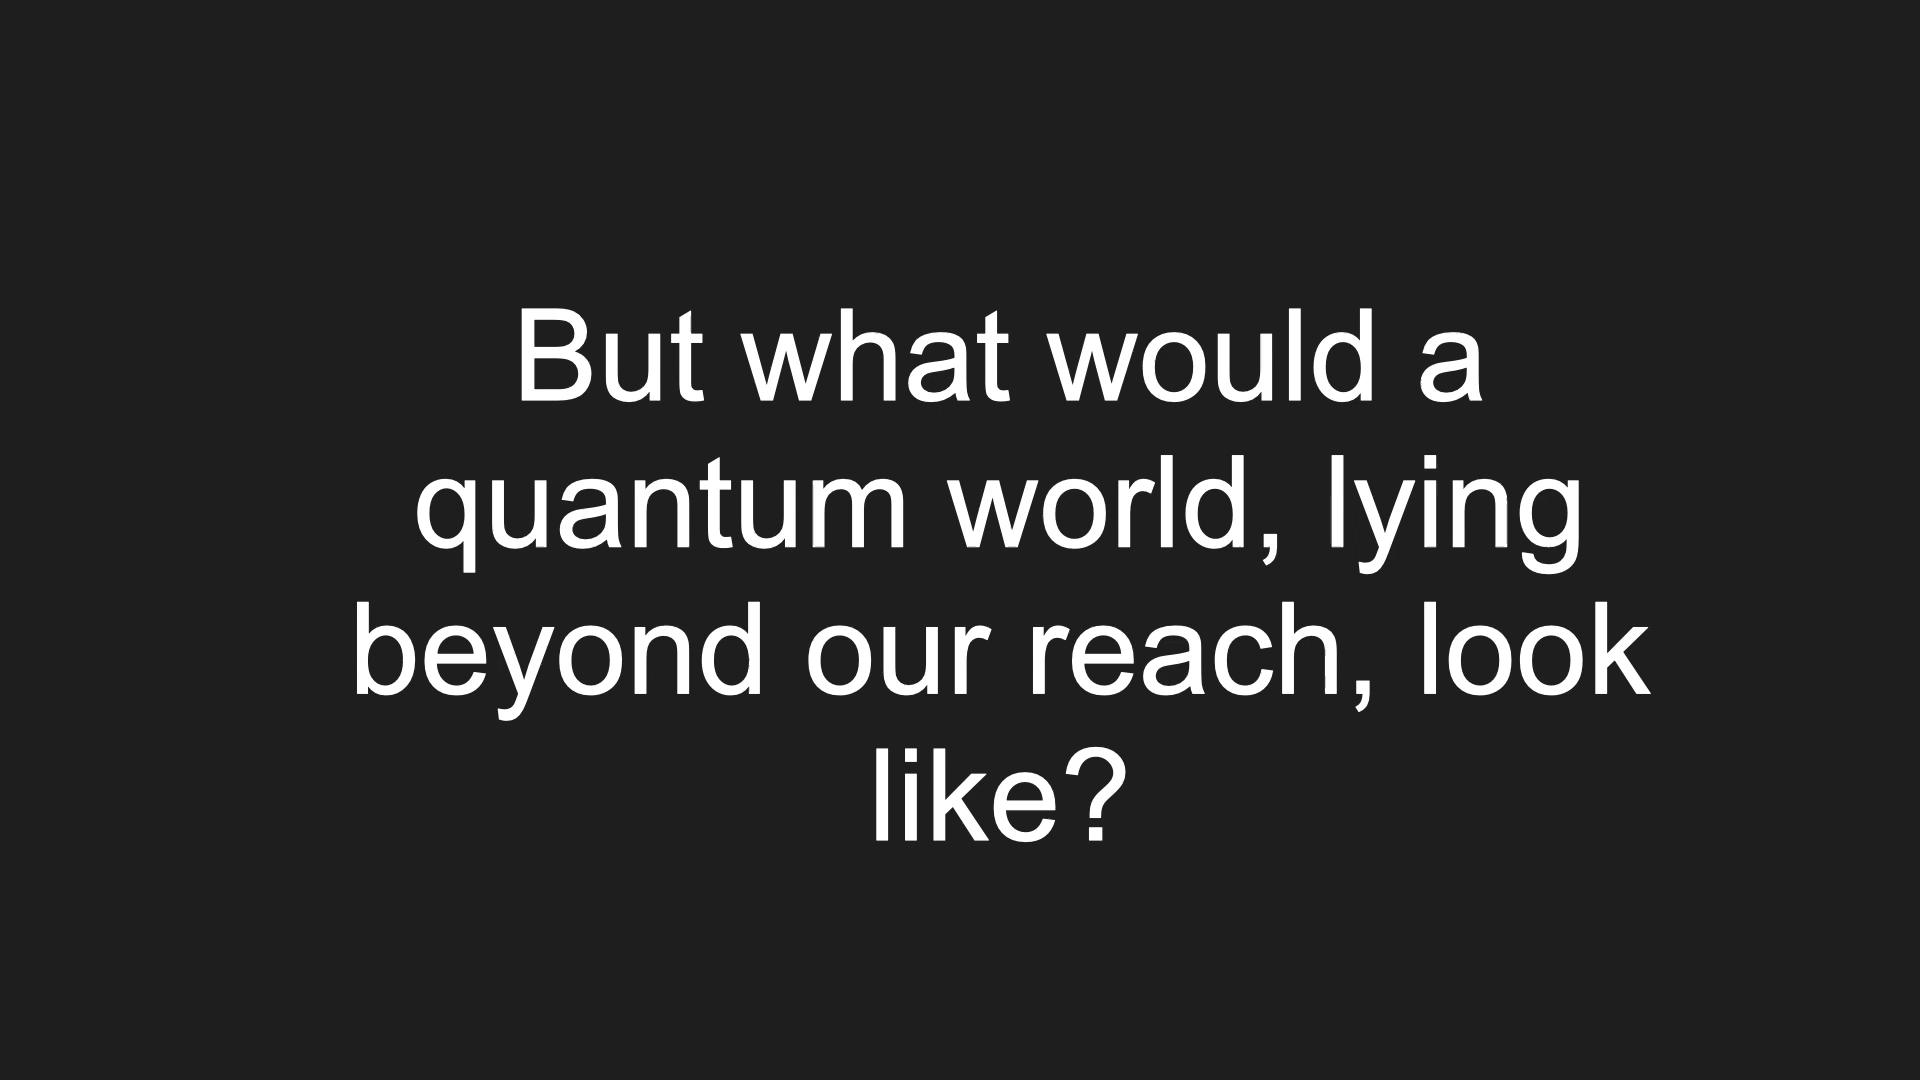 But what would a
quantum world, lying
beyond our reach, look
like?